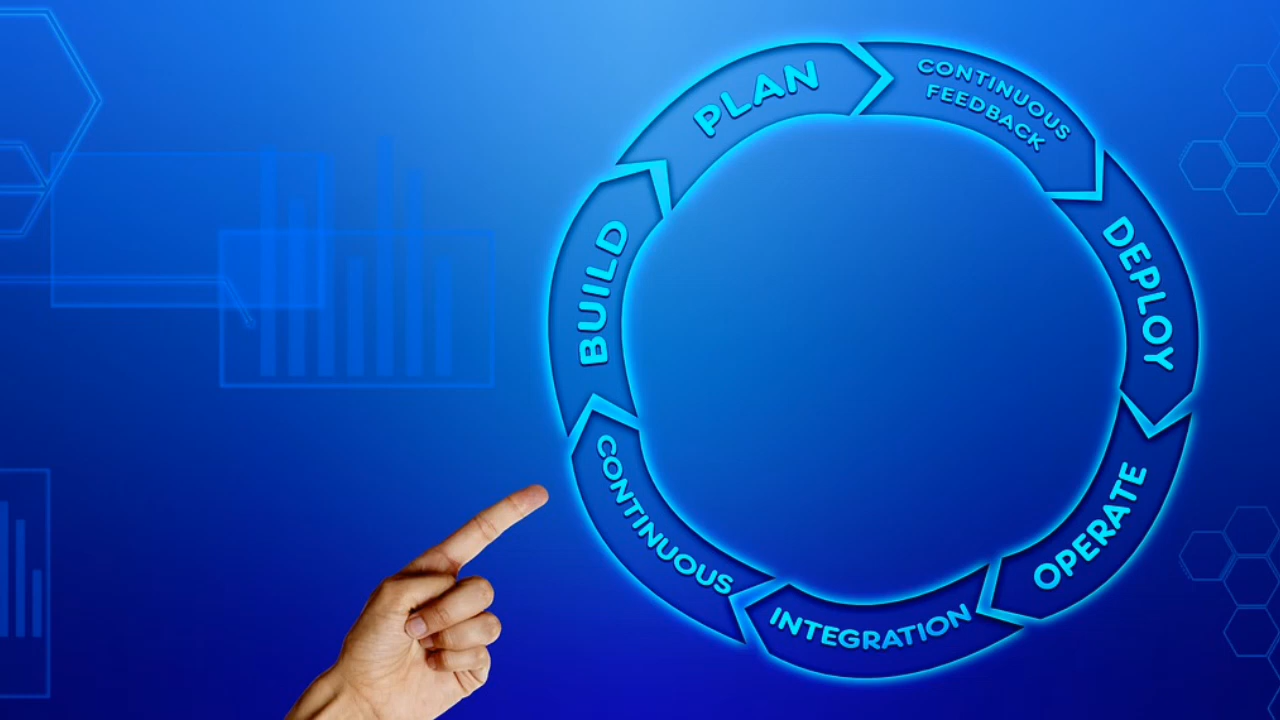 PLAN
CONTINUOUS
FEEDBACK
DEPLOY
OPERATE
INTEGRATION
CONTINUOUS
BUILD